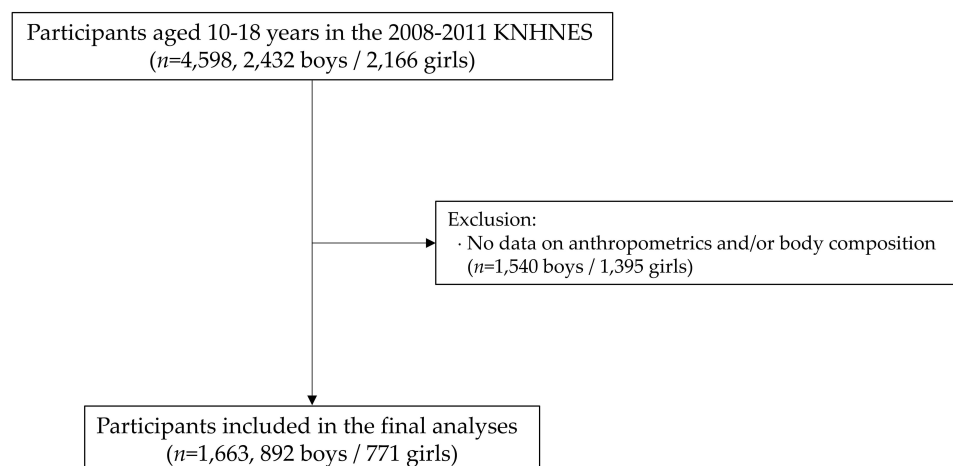 Participants aged 10-18 years in the 2008-2011 KNHNES
(n=4,598, 2,432 boys / 2,166 girls)
Exclusion:
· No data on anthropometrics and/or body composition
(n=1,540 boys / 1,395 girls)
Participants included in the final analyses
(n=1,663, 892 boys / 771 girls)